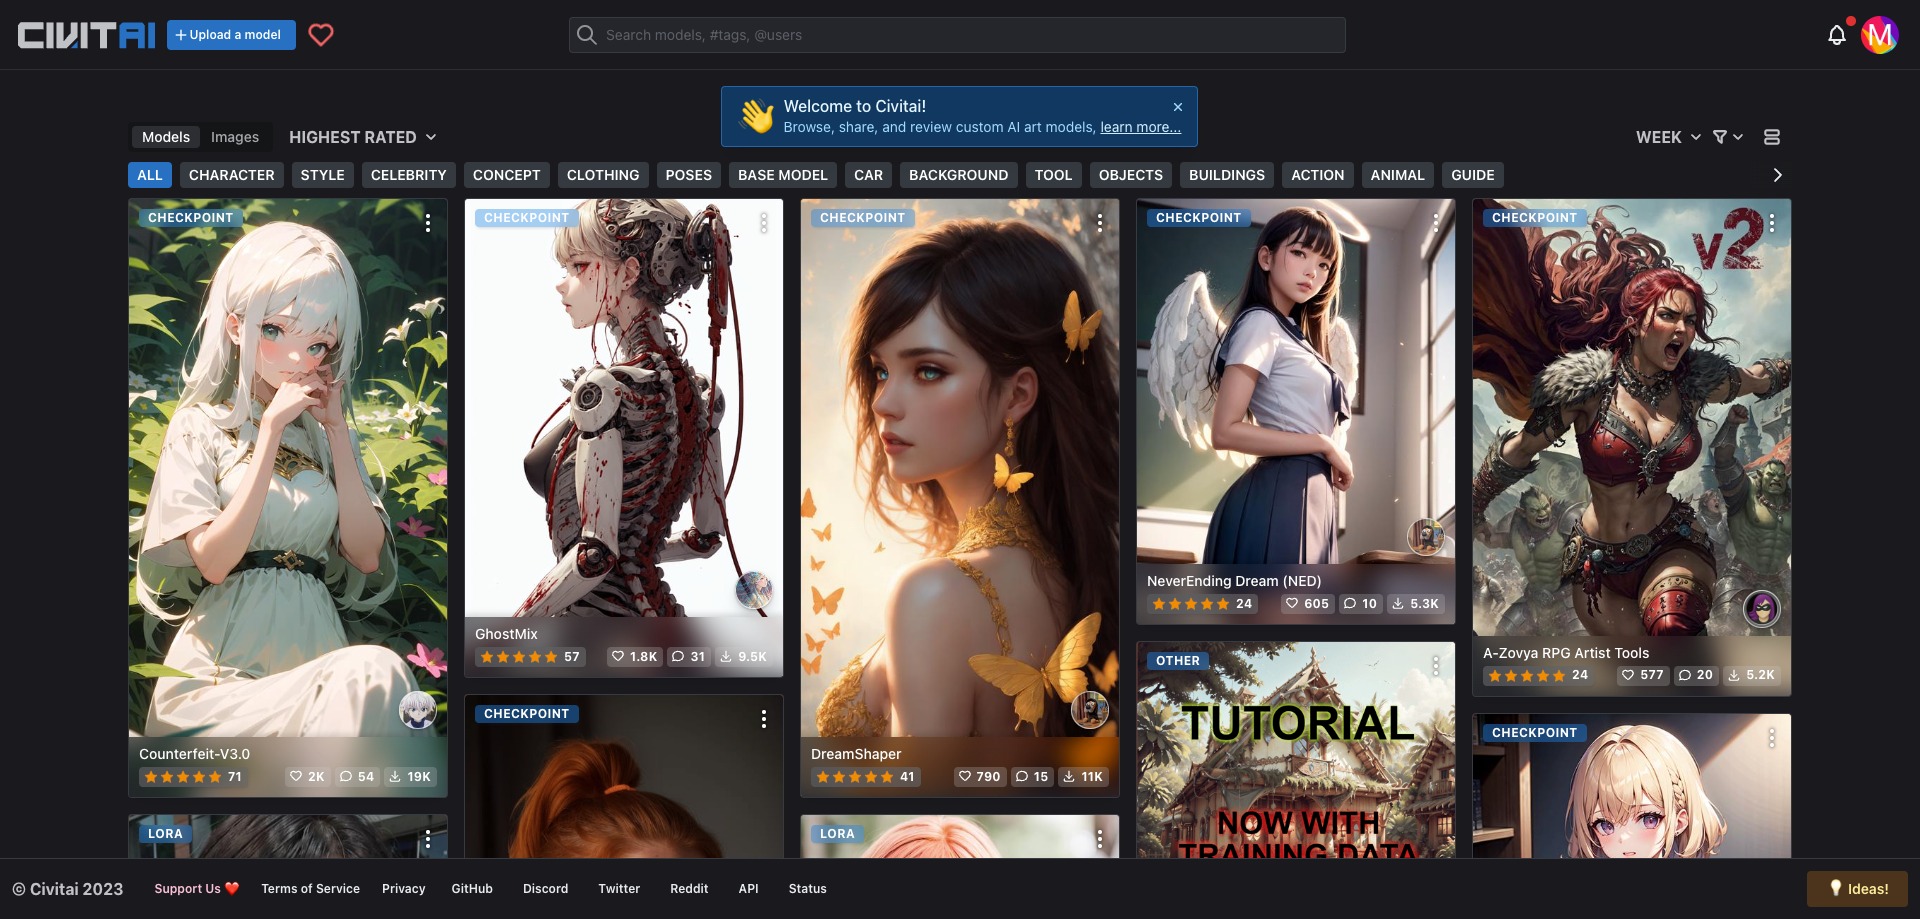 CIVITAI
Upload a model
Search models, #tags, @users
M
Welcome to Civitai!
Browse, share, and review custom AI art models, learn more...
Models Images HIGHEST RATED
WEEK
ALL CHARACTER STYLE CELEBRITY CONCEPT CLOTHING POSES BASE MODEL CAR BACKGROUND TOOL OBJECTS BUILDINGS ACTION ANIMAL GUIDE
CHECKPOINT
Counterfeit-V3.0
71 2K 54 19K
LORA
CHECKPOINT
GhostMix
57 1.8K 31 9.5K
CHECKPOINT
CHECKPOINT
DreamShaper
41 790 15 11K
LORA
CHECKPOINT
NeverEnding Dream (NED)
24 605 10 5.3K
OTHER
TUTORIAL
NOW WITH
TRAINING DATA
CHECKPOINT
v2
A-Zovya RPG Artist Tools
24 577 20 5.2K
CHECKPOINT
© Civitai 2023 Support Us ❤️ Terms of Service Privacy GitHub Discord Twitter Reddit API Status
💡 Ideas!